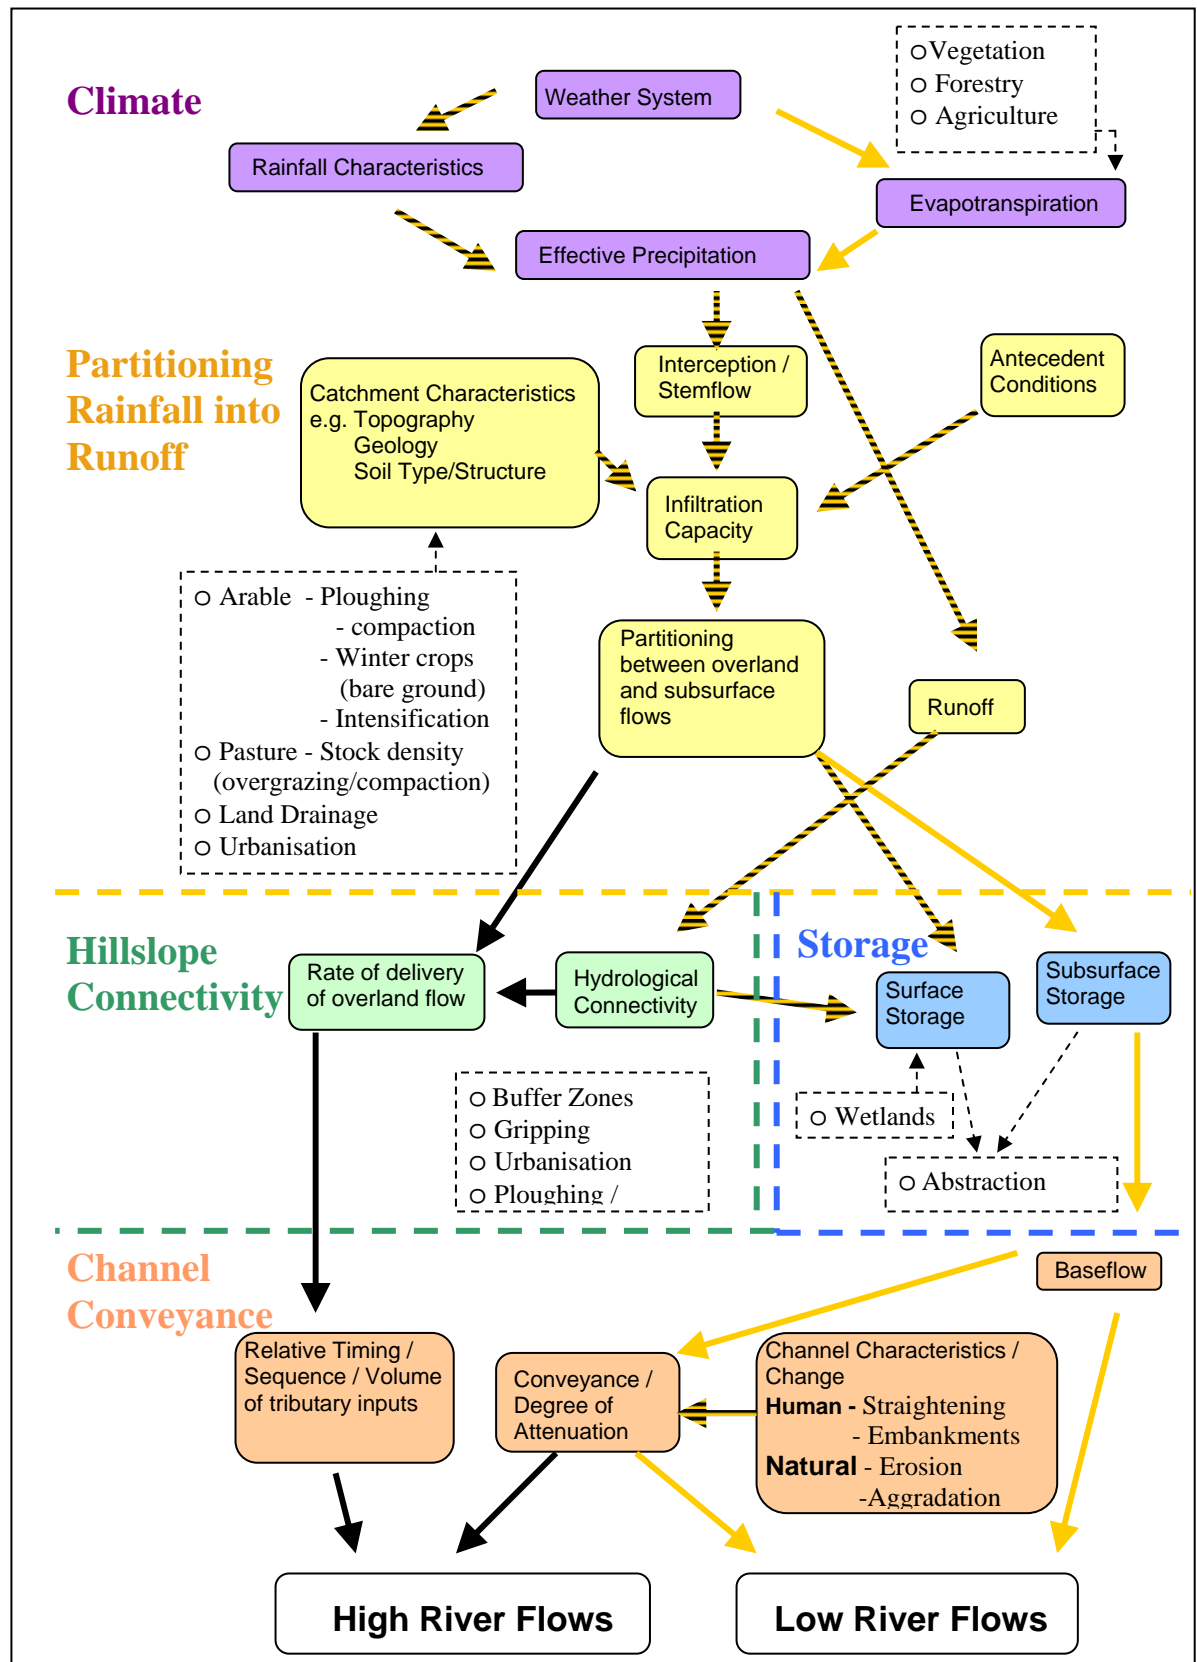 Climate
Weather System
○Vegetation
○ Forestry
○ Agriculture
Rainfall Characteristics
Evapotranspiration
Effective Precipitation
Partitioning
Rainfall into
Runoff
Catchment Characteristics
e.g. Topography
Geology
Soil Type/Structure
Interception /
Stemflow
Antecedent
Conditions
Infiltration
Capacity
○ Arable - Ploughing
- compaction
- Winter crops
(bare ground)
- Intensification
○ Pasture - Stock density
(overgrazing/compaction)
○ Land Drainage
○ Urbanisation
Partitioning
between overland
and subsurface
flows
Runoff
Hillslope
Connectivity
Rate of delivery
of overland flow
Hydrological
Connectivity
Storage
Surface
Storage
Subsurface
Storage
○ Buffer Zones
○ Gripping
○ Urbanisation
○ Ploughing /
○ Wetlands
○ Abstraction
Channel
Conveyance
Baseflow
Relative Timing /
Sequence / Volume
of tributary inputs
Conveyance /
Degree of
Attenuation
Channel Characteristics /
Change
Human - Straightening
- Embankments
Natural - Erosion
-Aggradation
High River Flows
Low River Flows